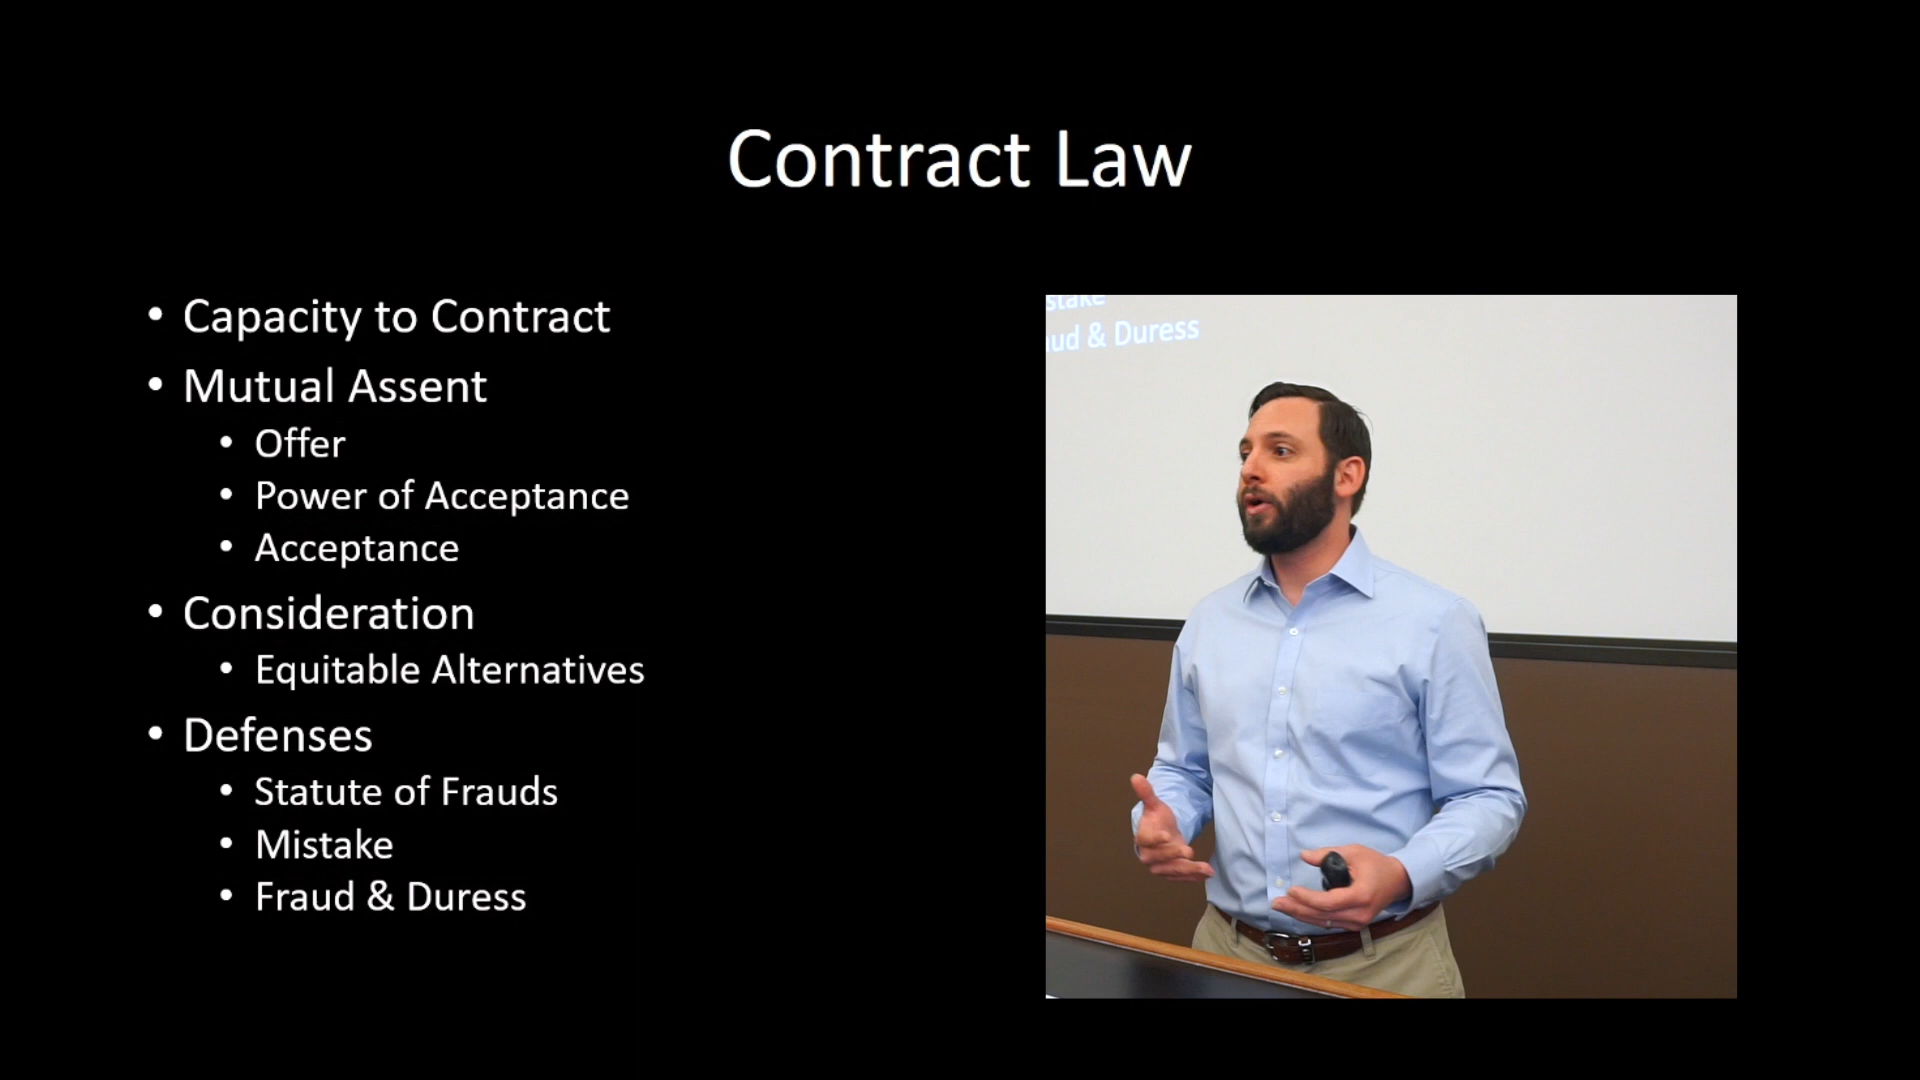 Contract Law
• Capacity to Contract
• Mutual Assent
• Offer
• Power of Acceptance
• Acceptance
• Consideration
• Equitable Alternatives
• Defenses
• Statute of Frauds
• Mistake
• Fraud & Duress
stake
ud & Duress